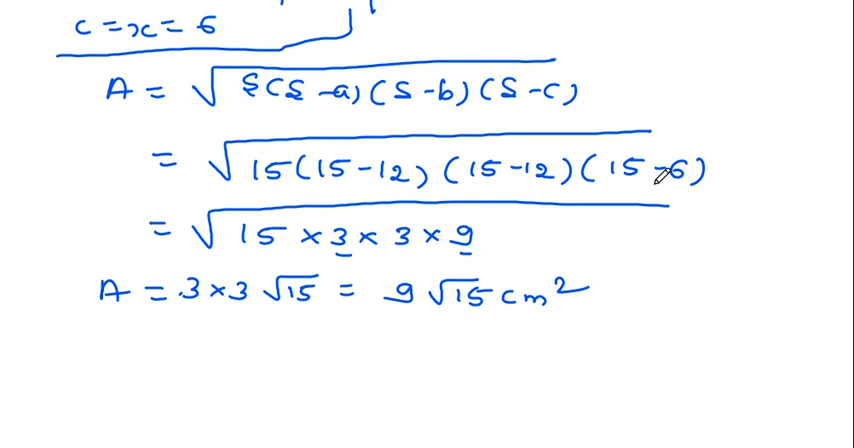 c = x = 6
A = √S(S-a)(S-b)(S-c)
= √15(15-12)(15-12)(15-6)
= √15 × 3 × 3 × 9
A = 3×3 √15 = 9 √15 cm²